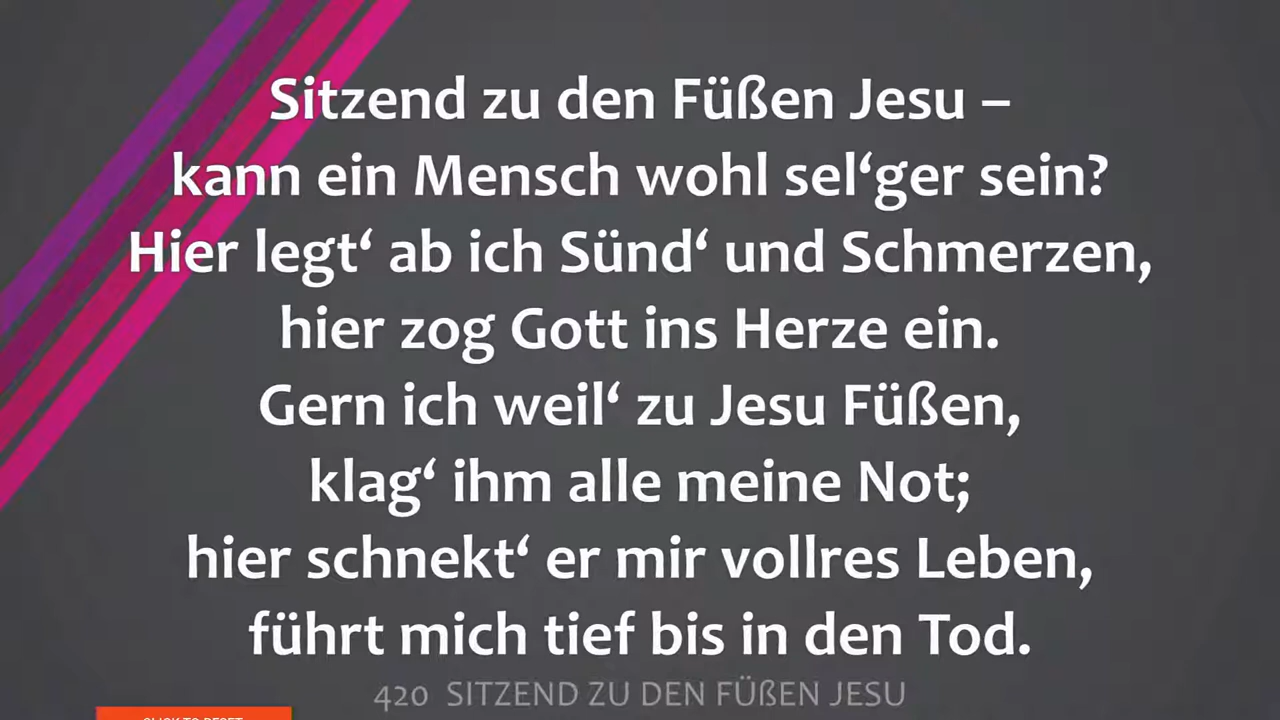 Sitzend zu den Füßen Jesu –
kann ein Mensch wohl sel‘ger sein?
Hier legt‘ ab ich Sünd‘ und Schmerzen,
hier zog Gott ins Herze ein.
Gern ich weil‘ zu Jesu Füßen,
klag‘ ihm alle meine Not;
hier schnekt‘ er mir vollres Leben,
führt mich tief bis in den Tod.
420 SITZEND ZU DEN FÜßEN JESU